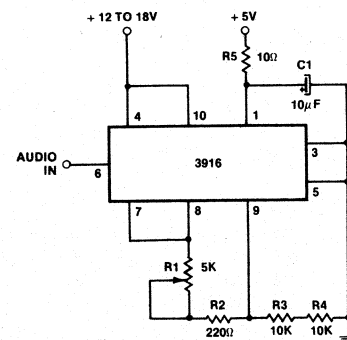 + 12 TO 18V
+ 5V
R5
10Ω
C1
+
10μF
4
10
1
AUDIO
IN
6
3916
3
5
7
8
9
R1
5K
R2
220Ω
R3
10K
R4
10K